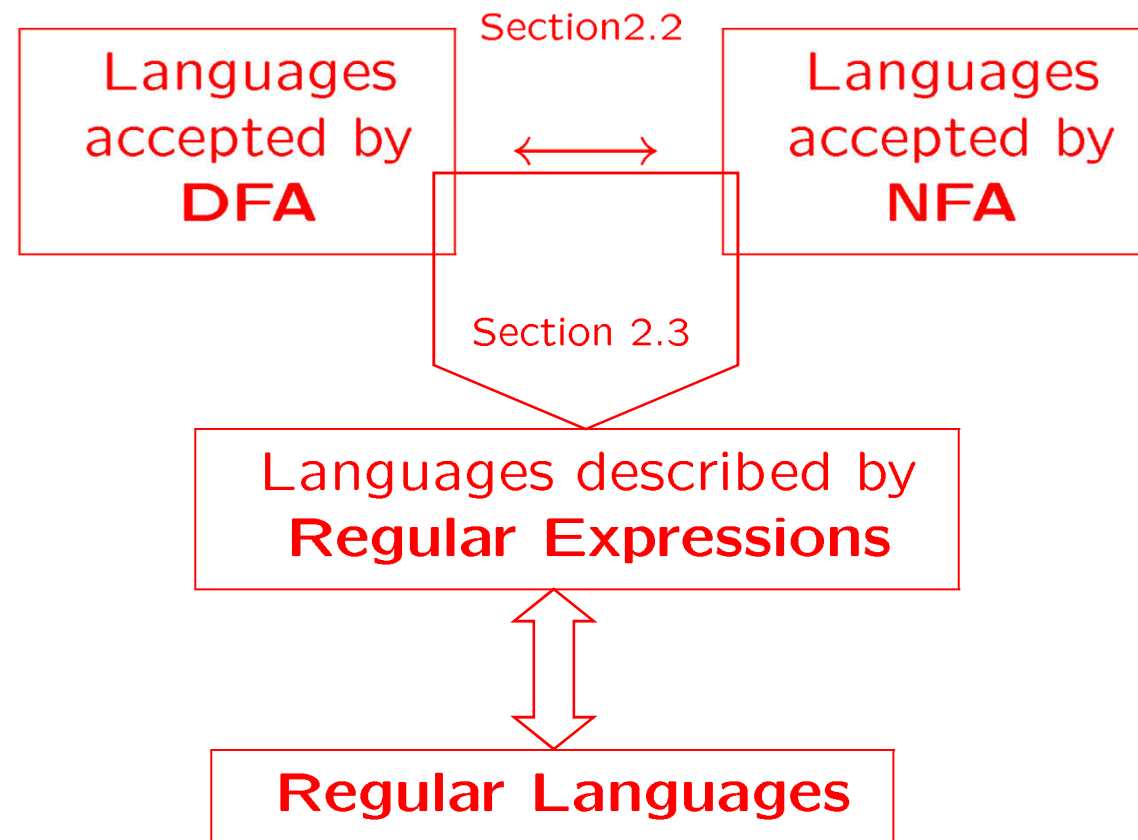 Section2.2
Languages
accepted by
DFA
Languages
accepted by
NFA
Section 2.3
Languages described by
Regular Expressions
Regular Languages